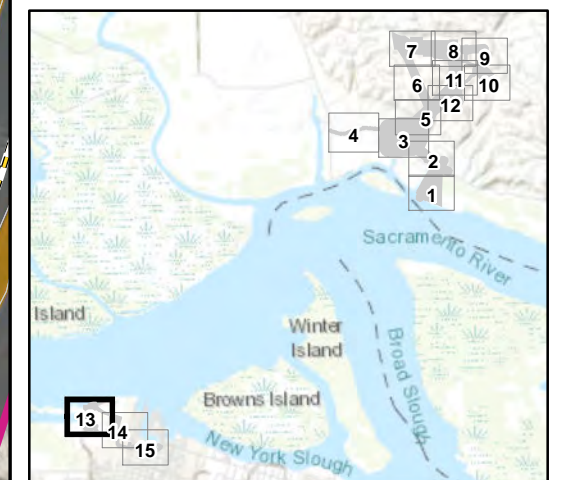 7
8
9
6
11
10
12
5
4
3
2
1
Sacramento River
Island
Winter
Island
Broad Slough
Browns Island
13
14
15
New York Slough